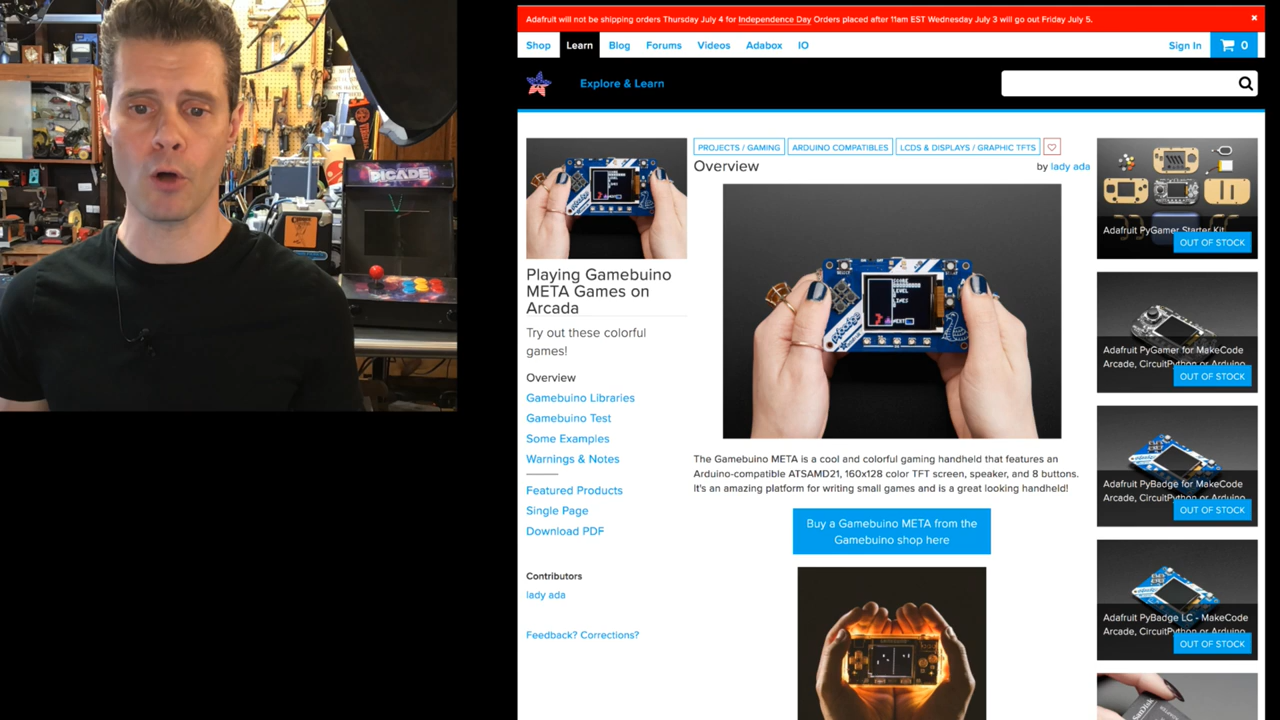 PICADE
Adafruit will not be shipping orders Thursday July 4 for Independence Day Orders placed after 11am EST Wednesday July 3 will go out Friday July 5.
×
Shop
Learn
Blog
Forums
Videos
Adabox
IO
Sign In
0
Explore & Learn
PROJECTS / GAMING
ARDUINO COMPATIBLES
LCDS & DISPLAYS / GRAPHIC TFTS
Overview
by lady ada
Playing Gamebuino
META Games on
Arcada
Try out these colorful
games!
Overview
Gamebuino Libraries
Gamebuino Test
Some Examples
Warnings & Notes
Featured Products
Single Page
Download PDF
Contributors
lady ada
Feedback? Corrections?
SCORE
LEVEL
LINES
NEXT
The Gamebuino META is a cool and colorful gaming handheld that features an
Arduino-compatible ATSAMD21, 160x128 color TFT screen, speaker, and 8 buttons.
It's an amazing platform for writing small games and is a great looking handheld!
Buy a Gamebuino META from the
Gamebuino shop here
Adafruit PyGamer Starter Kit
OUT OF STOCK
Adafruit PyGamer for MakeCode
Arcade, CircuitPython or Arduino
OUT OF STOCK
Adafruit PyBadge for MakeCode
Arcade, CircuitPython or Arduino
OUT OF STOCK
Adafruit PyBadge LC - MakeCode
Arcade, CircuitPython or Arduino
OUT OF STOCK